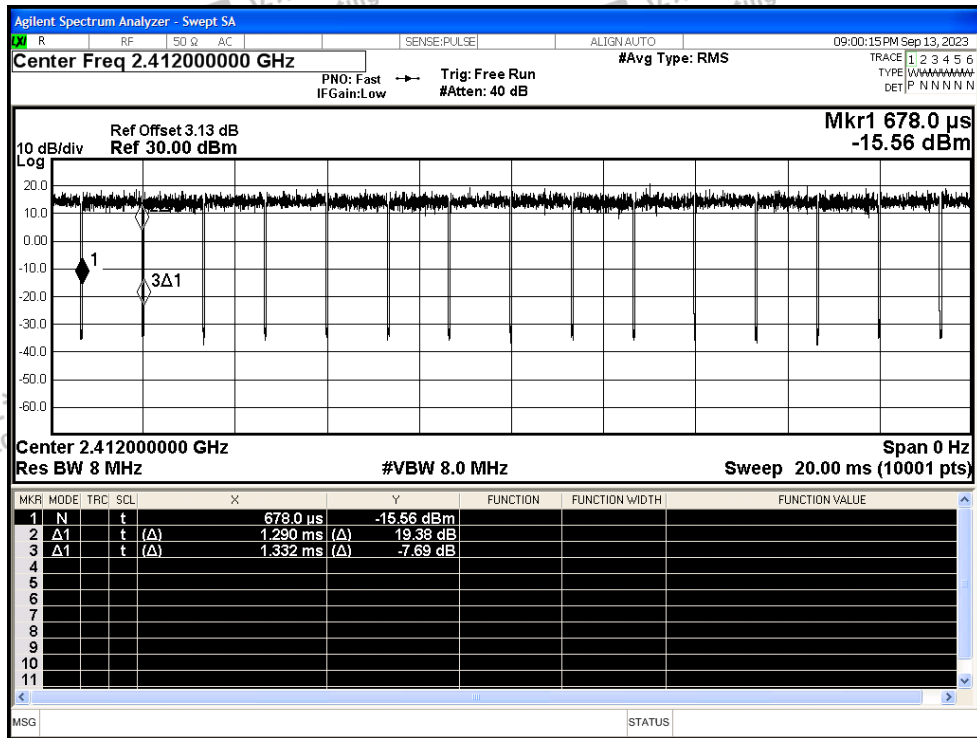 Agilent Spectrum Analyzer - Swept SA
LXI R RF 50 Ω AC SENSE:PULSE ALIGN AUTO 09:00:15 PM Sep 13, 2023
Center Freq 2.412000000 GHz #Avg Type: RMS TRACE 1 2 3 4 5 6
PNO: Fast Trig: Free Run TYPE WWWWWW
IFGain:Low #Atten: 40 dB DET P N N N N N
Mkr1 678.0 µs
Ref Offset 3.13 dB
10 dB/div Ref 30.00 dBm -15.56 dBm
Log
20.0
10.0
0.00
-10.0 1
3Δ1
-20.0
-30.0
-40.0
-50.0
-60.0
Center 2.412000000 GHz Span 0 Hz
Res BW 8 MHz #VBW 8.0 MHz Sweep 20.00 ms (10001 pts)
MKR MODE TRC SCL X Y FUNCTION FUNCTION WIDTH FUNCTION VALUE
1 N t 678.0 µs -15.56 dBm
2 Δ1 t (Δ) 1.290 ms (Δ) 19.38 dB
3 Δ1 t (Δ) 1.332 ms (Δ) -7.69 dB
4
5
6
7
8
9
10
11
MSG STATUS